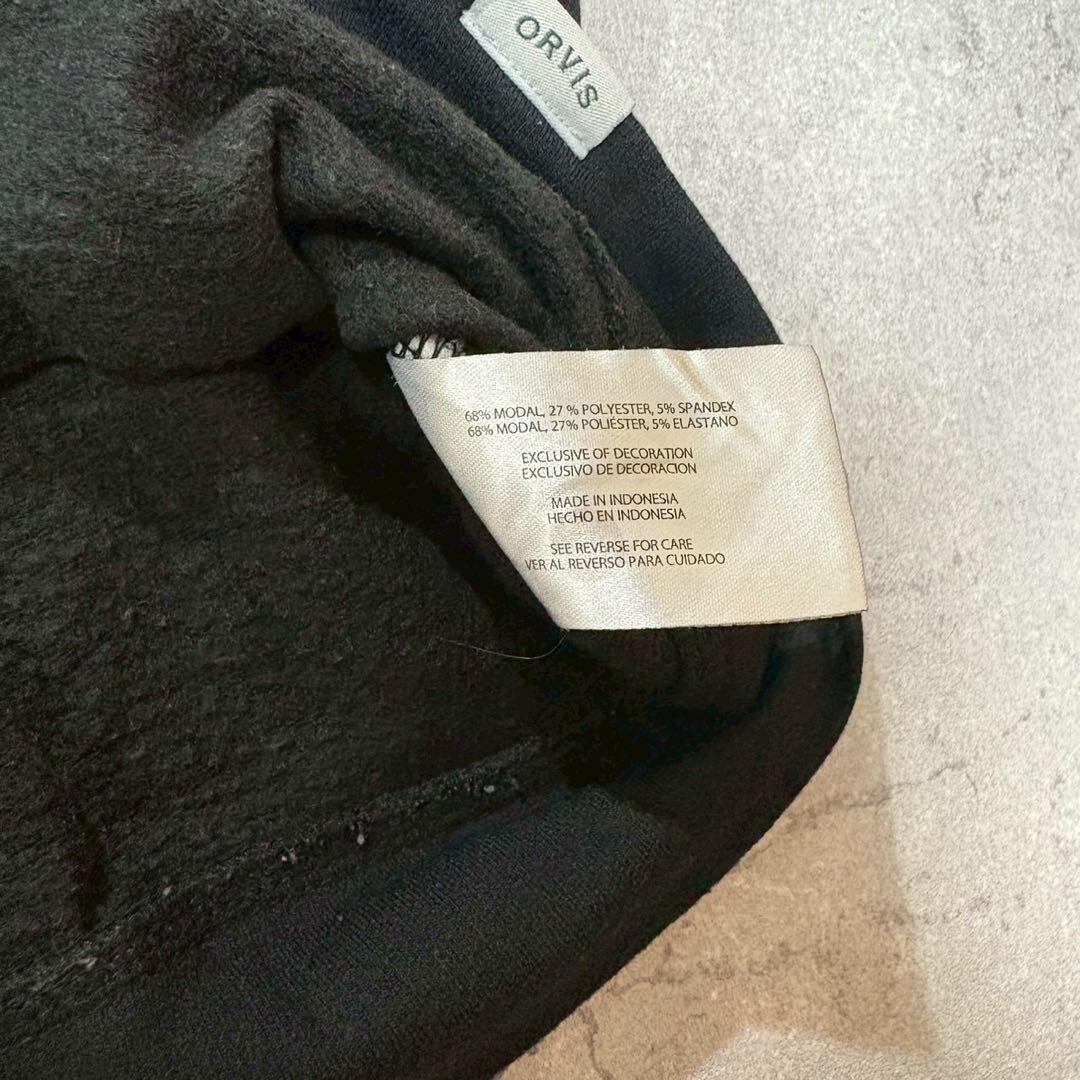 ORVIS
68% MODAL, 27 % POLYESTER, 5% SPANDEX
68% MODAL, 27% POLIÉSTER, 5% ELASTANO
EXCLUSIVE OF DECORATION
EXCLUSIVO DE DECORACION
MADE IN INDONESIA
HECHO EN INDONESIA
SEE REVERSE FOR CARE
VER AL REVERSO PARA CUIDADO